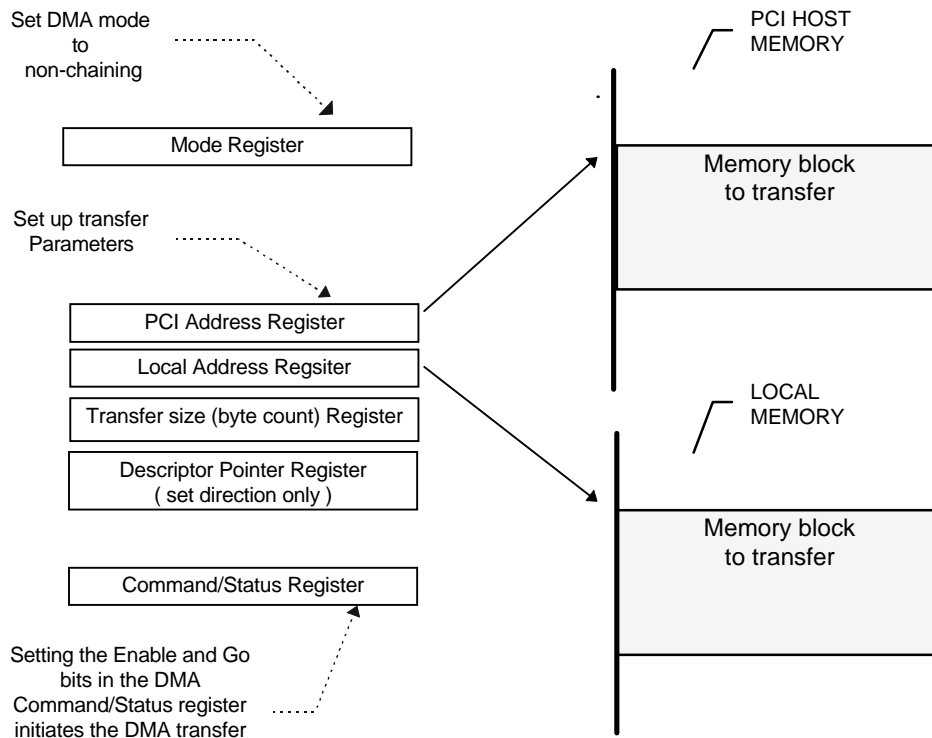 Set DMA mode
to
non-chaining
PCI HOST
MEMORY
Mode Register
Memory block
to transfer
Set up transfer
Parameters
PCI Address Register
Local Address Regsiter
Transfer size (byte count) Register
Descriptor Pointer Register
( set direction only )
LOCAL
MEMORY
Memory block
to transfer
Command/Status Register
Setting the Enable and Go
bits in the DMA
Command/Status register
initiates the DMA transfer